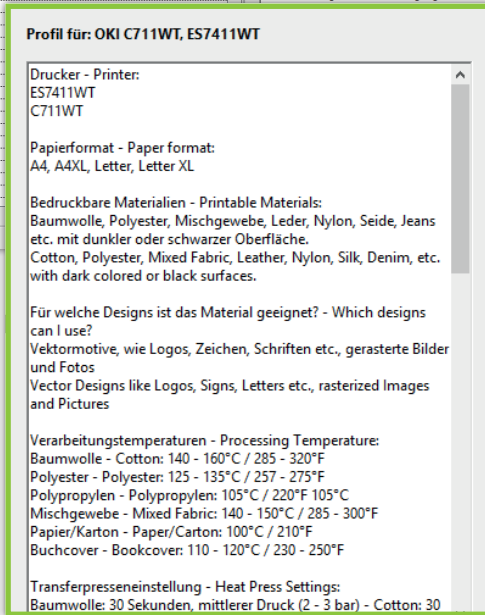 Profil für: OKI C711WT, ES7411WT
Drucker - Printer:
ES7411WT
C711WT
Papierformat - Paper format:
A4, A4XL, Letter, Letter XL
Bedruckbare Materialien - Printable Materials:
Baumwolle, Polyester, Mischgewebe, Leder, Nylon, Seide, Jeans
etc. mit dunkler oder schwarzer Oberfläche.
Cotton, Polyester, Mixed Fabric, Leather, Nylon, Silk, Denim, etc.
with dark colored or black surfaces.
Für welche Designs ist das Material geeignet? - Which designs
can I use?
Vektormotive, wie Logos, Zeichen, Schriften etc., gerasterte Bilder
und Fotos
Vector Designs like Logos, Signs, Letters etc., rasterized Images
and Pictures
Verarbeitungstemperaturen - Processing Temperature:
Baumwolle - Cotton: 140 - 160°C / 285 - 320°F
Polyester - Polyester: 125 - 135°C / 257 - 275°F
Polypropylen - Polypropylen: 105°C / 220°F 105°C
Mischgewebe - Mixed Fabric: 140 - 150°C / 285 - 300°F
Papier/Karton - Paper/Carton: 100°C / 210°F
Buchcover - Bookcover: 110 - 120°C / 230 - 250°F
Transferpresseneinstellung - Heat Press Settings:
Baumwolle: 30 Sekunden, mittlerer Druck (2 - 3 bar) - Cotton: 30